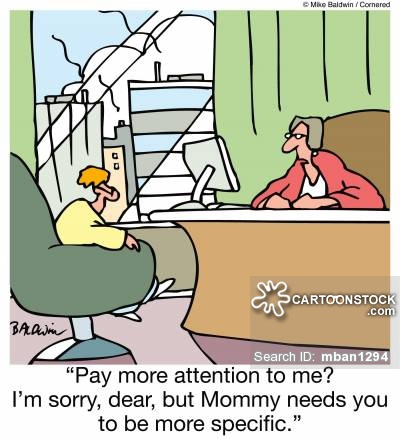 © Mike Baldwin / Cornered
BALDWIN
CARTOONSTOCK
.com
Search ID: mban1294
“Pay more attention to me?
I’m sorry, dear, but Mommy needs you
to be more specific.”